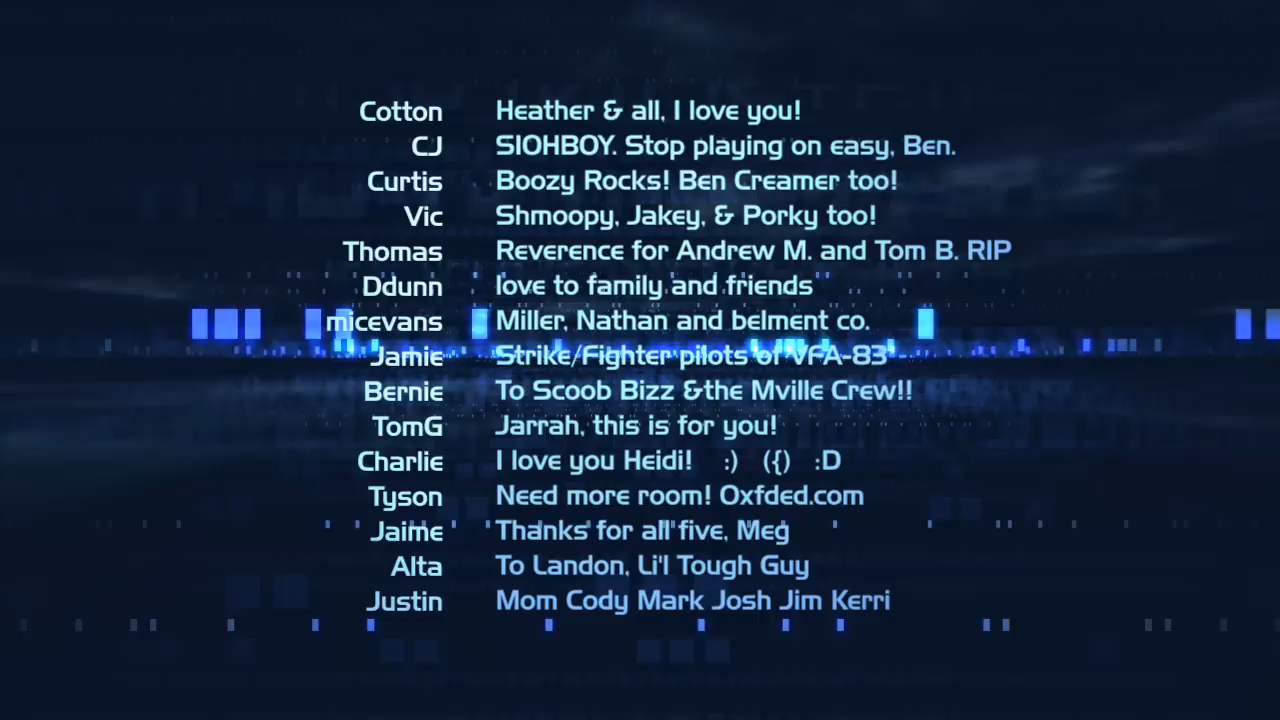 Cotton Heather & all, I love you!
CJ SIOHBOY. Stop playing on easy, Ben.
Curtis Boozy Rocks! Ben Creamer too!
Vic Shmoopy, Jakey, & Porky too!
Thomas Reverence for Andrew M. and Tom B. RIP
Ddunn love to family and friends
micevans Miller, Nathan and belment co.
Jamie Strike/Fighter pilots of VFA-83
Bernie To Scoob Bizz &the Mville Crew!!
TomG Jarrah, this is for you!
Charlie I love you Heidi! :) ({) :D
Tyson Need more room! Oxfded.com
Jaime Thanks for all five, Meg
Alta To Landon, Li'l Tough Guy
Justin Mom Cody Mark Josh Jim Kerri